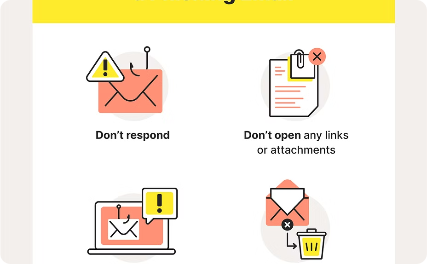 Don't respond
Don't open any links
or attachments